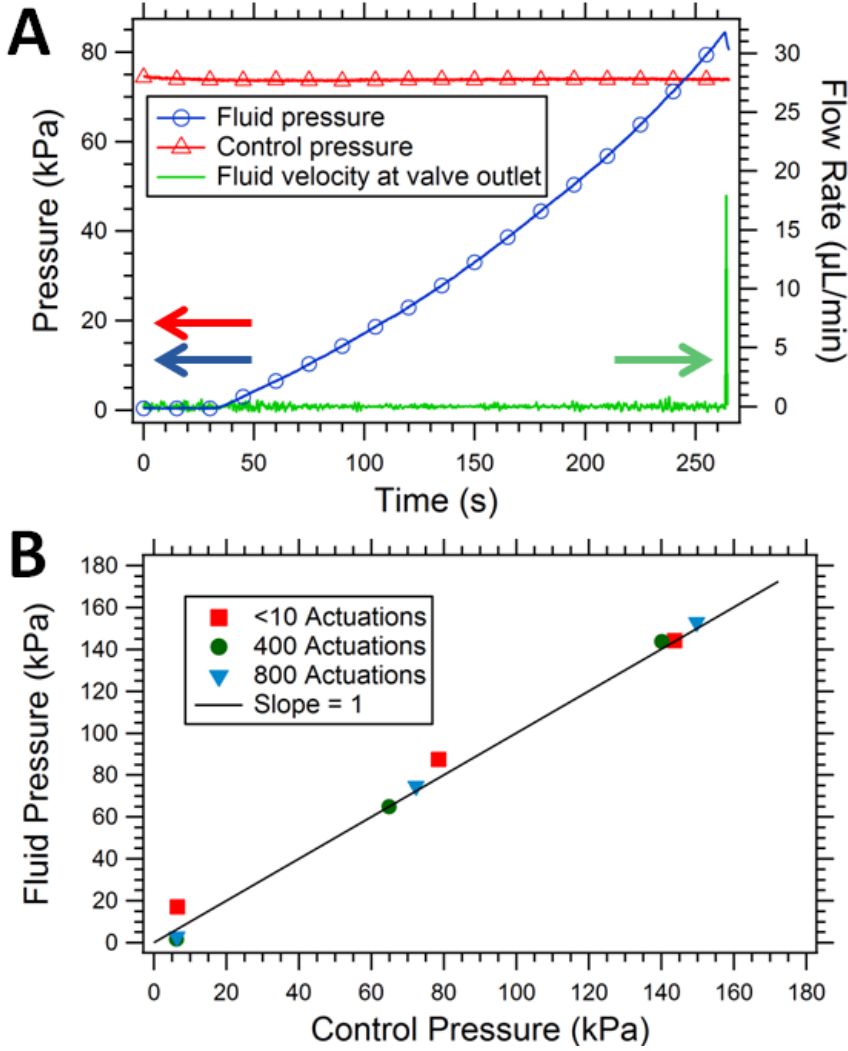 A
Pressure (kPa)
80
60
40
20
0
Fluid pressure
Control pressure
Fluid velocity at valve outlet
30
25
20
15
10
5
0
Flow Rate (µL/min)
0
50
100
150
200
250
Time (s)
B
Fluid Pressure (kPa)
180
160
140
120
100
80
60
40
20
0
<10 Actuations
400 Actuations
800 Actuations
Slope = 1
0
20
40
60
80
100
120
140
160
180
Control Pressure (kPa)